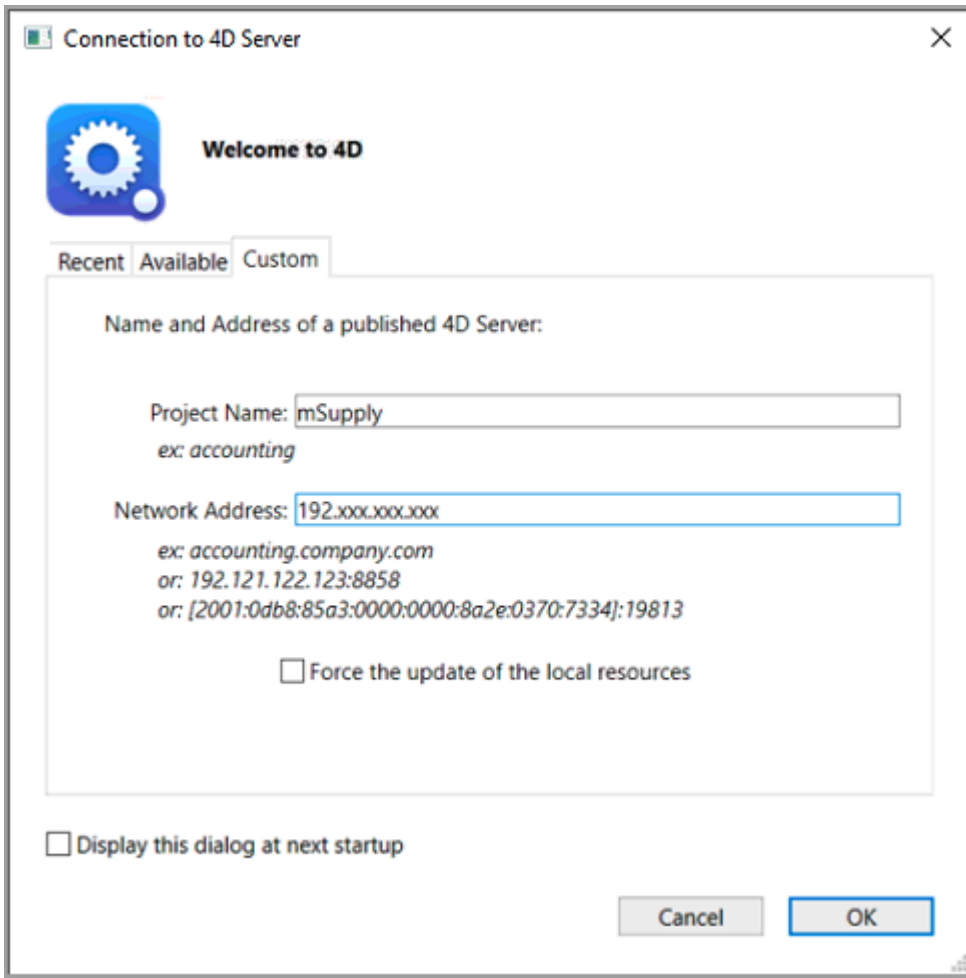 Connection to 4D Server
Welcome to 4D
Recent Available Custom
Name and Address of a published 4D Server:
Project Name: mSupply
ex: accounting
Network Address: 192.xxx.xxx.xxx
ex: accounting.company.com
or: 192.121.122.123:8858
or: [2001:0db8:85a3:0000:0000:8a2e:0370:7334]:19813
Force the update of the local resources
Display this dialog at next startup
Cancel OK